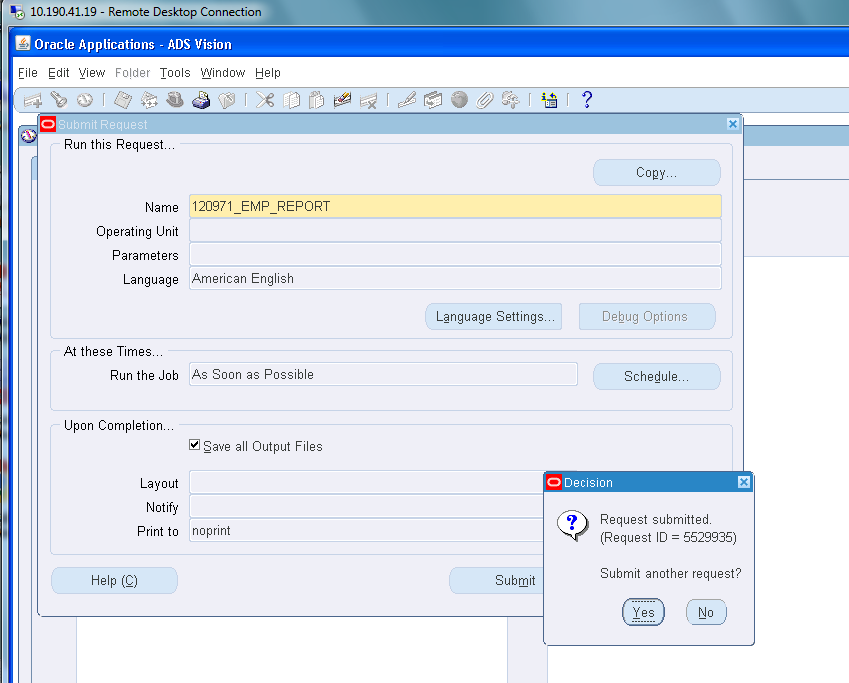 10.190.41.19 - Remote Desktop Connection
Oracle Applications - ADS Vision
File Edit View Folder Tools Window Help
?
Submit Request
Run this Request...
Copy...
Name 120971_EMP_REPORT
Operating Unit
Parameters
Language American English
Language Settings... Debug Options
At these Times...
Run the Job As Soon as Possible Schedule...
Upon Completion...
Save all Output Files
Layout
Notify
Print to noprint
Help (C) Submit
Decision
? Request submitted.
(Request ID = 5529935)
Submit another request?
Yes No